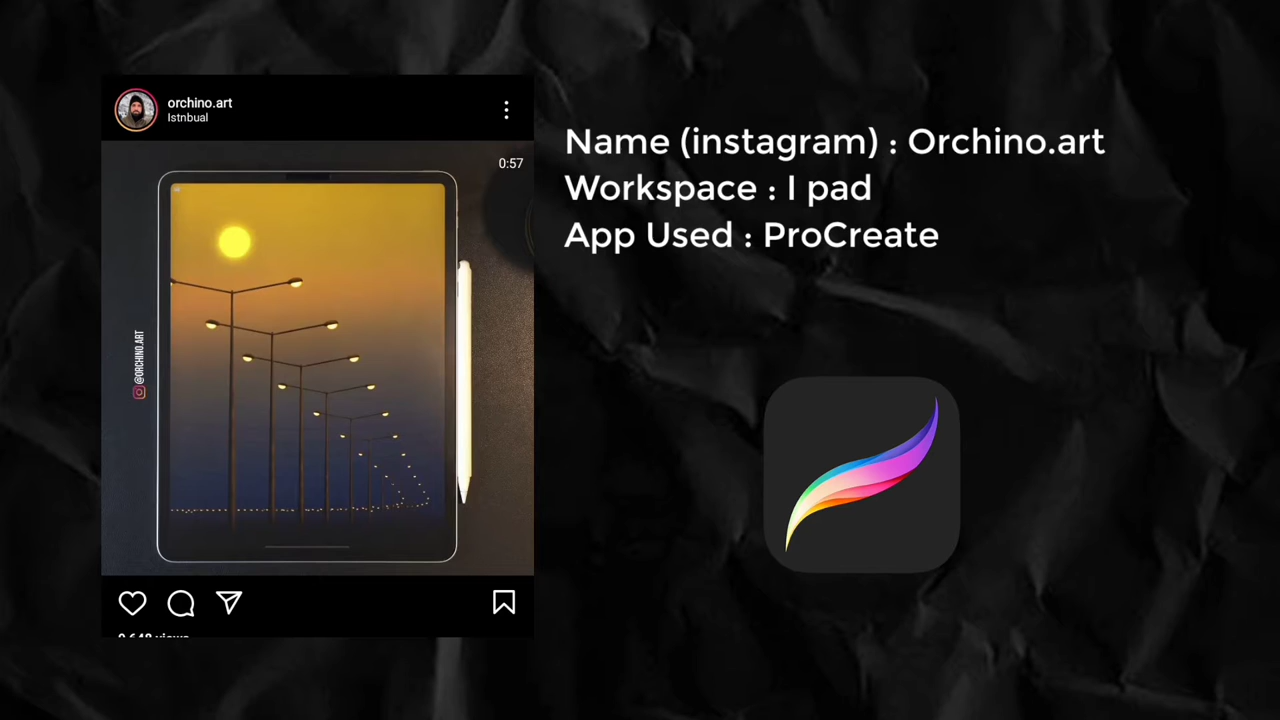 orchino.art
Istnbual
0:57
@ORCHINO.ART
Name (instagram) : Orchino.art
Workspace : I pad
App Used : ProCreate